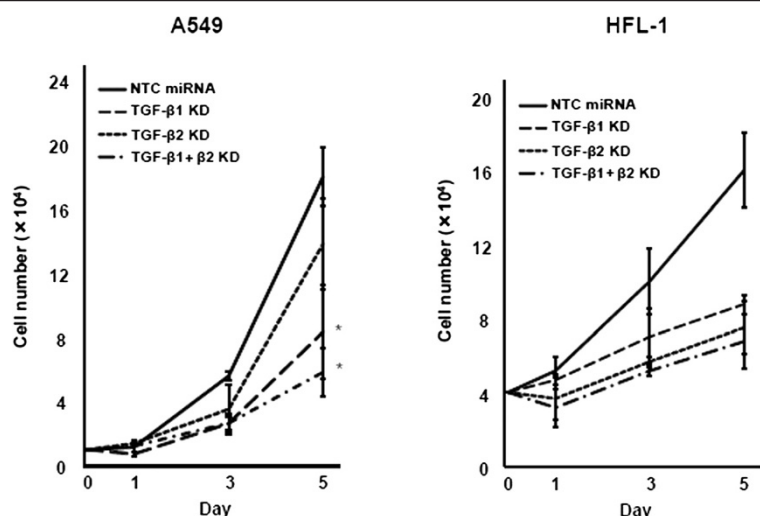 A549
24
20
16
12
8
4
0
Cell number (×10⁴)
NTC miRNA
TGF-β1 KD
TGF-β2 KD
TGF-β1+ β2 KD
*
*
0 1 3 5
Day
HFL-1
20
16
12
8
4
0
Cell number (×10⁴)
NTC miRNA
TGF-β1 KD
TGF-β2 KD
TGF-β1+ β2 KD
0 1 3 5
Day